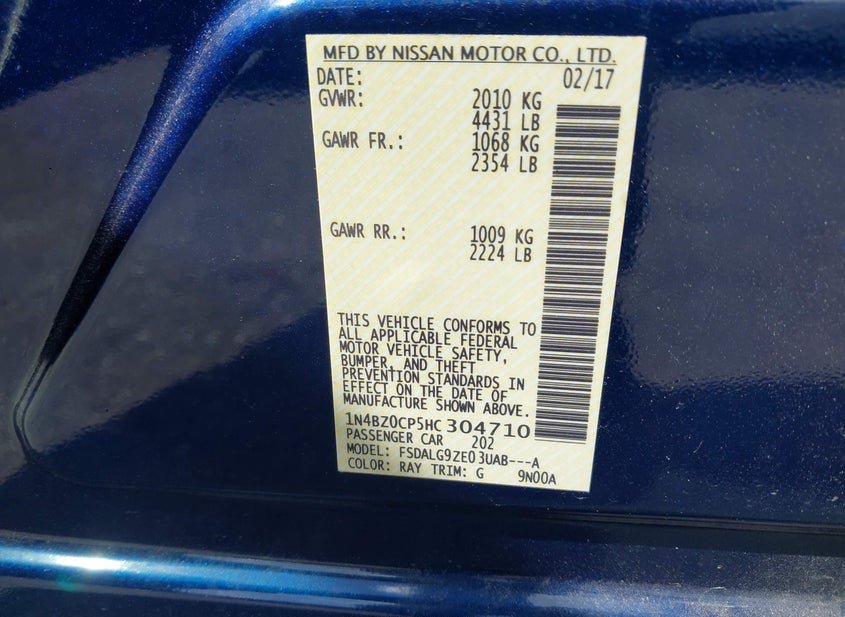 MFD BY NISSAN MOTOR CO., LTD.
DATE: 02/17
GVWR: 2010 KG
4431 LB
GAWR FR.: 1068 KG
2354 LB
GAWR RR.: 1009 KG
2224 LB
THIS VEHICLE CONFORMS TO
ALL APPLICABLE FEDERAL
MOTOR VEHICLE SAFETY,
BUMPER, AND THEFT
PREVENTION STANDARDS IN
EFFECT ON THE DATE OF
MANUFACTURE SHOWN ABOVE.
1N4BZ0CP5HC 304710
PASSENGER CAR 202
MODEL: FSDALG9ZE03UAB---A
COLOR: RAY TRIM: G 9N00A